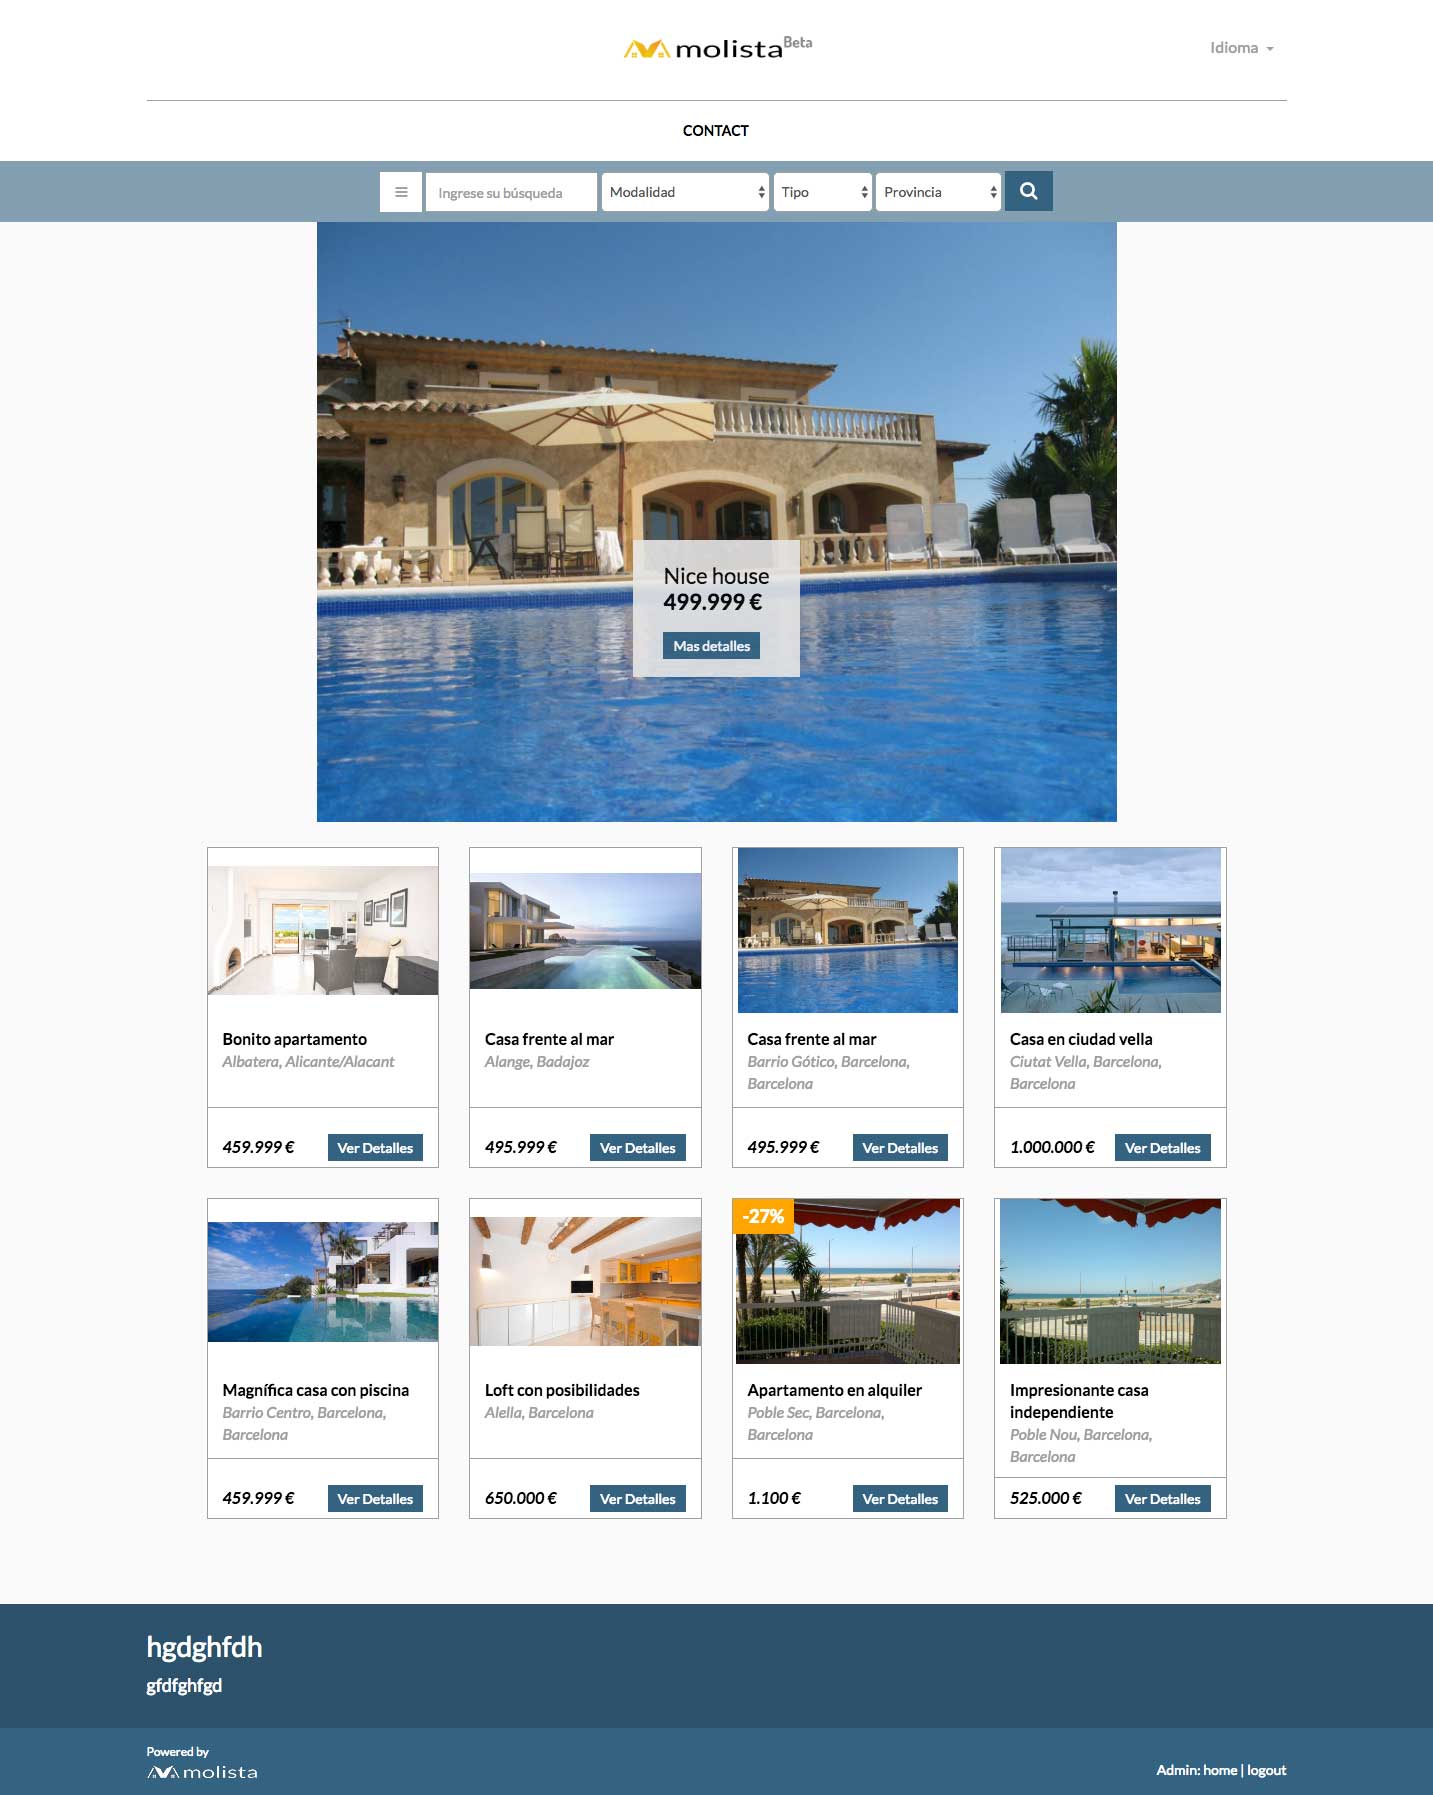 molista Beta
Idioma
CONTACT
Ingrese su búsqueda
Modalidad
Tipo
Provincia
Nice house
499.999 €
Mas detalles
Bonito apartamento
Albatera, Alicante/Alacant
459.999 €
Ver Detalles
Casa frente al mar
Alange, Badajoz
495.999 €
Ver Detalles
Casa frente al mar
Barrio Gótico, Barcelona,
Barcelona
495.999 €
Ver Detalles
Casa en ciudad vella
Ciutat Vella, Barcelona,
Barcelona
1.000.000 €
Ver Detalles
Magnífica casa con piscina
Barrio Centro, Barcelona,
Barcelona
459.999 €
Ver Detalles
Loft con posibilidades
Alella, Barcelona
650.000 €
Ver Detalles
-27%
Apartamento en alquiler
Poble Sec, Barcelona,
Barcelona
1.100 €
Ver Detalles
Impresionante casa
independiente
Poble Nou, Barcelona,
Barcelona
525.000 €
Ver Detalles
hgdghfdh
gfdfghfgd
Powered by
molista
Admin: home | logout